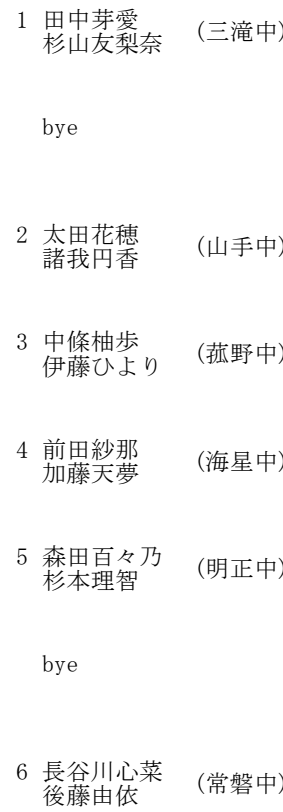 1 田中芽愛
杉山友梨奈 (三滝中)
bye
2 太田花穂
諸我円香 (山手中)
3 中條柚歩
伊藤ひより (菰野中)
4 前田紗那
加藤天夢 (海星中)
5 森田百々乃
杉本理智 (明正中)
bye
6 長谷川心菜
後藤由依 (常磐中)